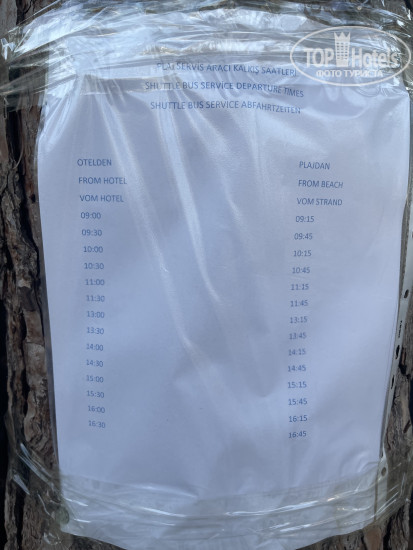 TOP Hotels
ФОТО ТУРИСТА
PLAJ SERVİS ARACI KALKIŞ SAATLERİ
SHUTTLE BUS SERVICE DEPARTURE TIMES
SHUTTLE BUS SERVICE ABFAHRTZEITEN
OTELDEN PLAJDAN
FROM HOTEL FROM BEACH
VOM HOTEL VOM STRAND
09:00 09:15
09:30 09:45
10:00 10:15
10:30 10:45
11:00 11:15
11:30 11:45
13:00 13:15
13:30 13:45
14:00 14:15
14:30 14:45
15:00 15:15
15:30 15:45
16:00 16:15
16:30 16:45